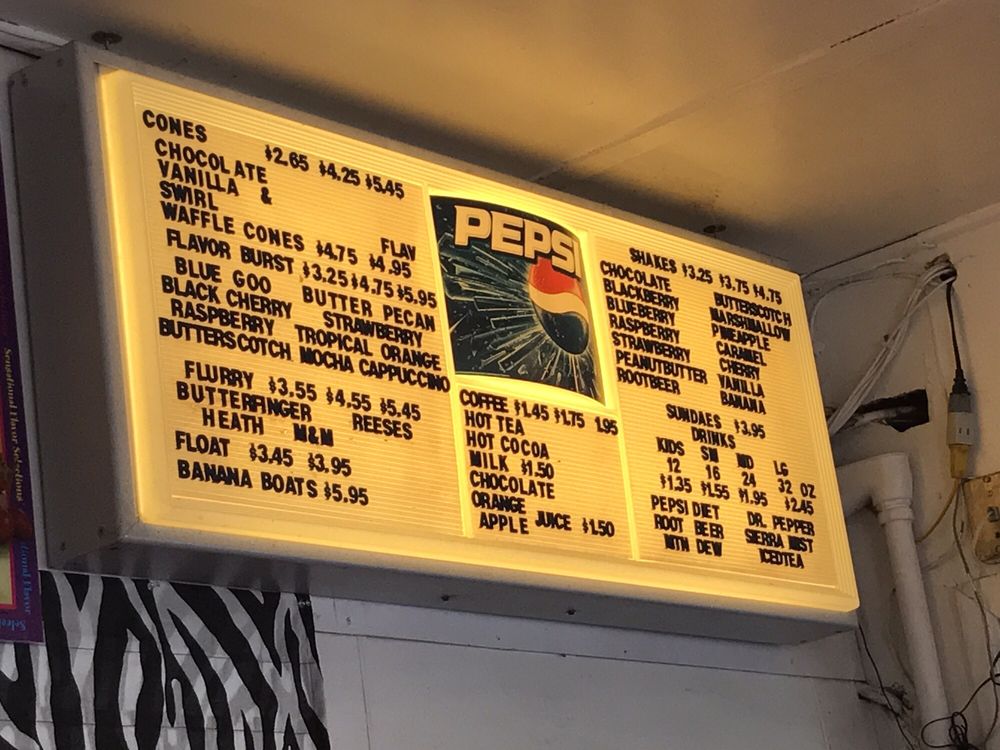 CONES
$2.65 $4.25 $5.45
CHOCOLATE
VANILLA &
SWIRL
FLAV
WAFFLE CONES $4.75 $4.95
FLAVOR BURST $3.25 $4.75 $5.95
BLUE GOO BUTTER PECAN
BLACK CHERRY STRAWBERRY
RASPBERRY TROPICAL ORANGE
BUTTERSCOTCH MOCHA CAPPUCCINO
FLURRY $3.55 $4.55 $5.45
BUTTERFINGER REESES
HEATH M&M
FLOAT $3.45 $3.95
BANANA BOATS $5.95
PEPSI
COFFEE $1.45 $1.75 1.95
HOT TEA
HOT COCOA
MILK $1.50
CHOCOLATE
ORANGE
APPLE JUICE $1.50
SHAKES $3.25 $3.75 $4.75
CHOCOLATE BUTTERSCOTCH
BLACKBERRY MARSHMALLOW
BLUEBERRY PINEAPPLE
RASPBERRY CARAMEL
STRAWBERRY CHERRY
PEANUTBUTTER VANILLA
ROOTBEER BANANA
SUNDAES $3.95
DRINKS
KIDS SM MD LG
12 16 24 32 OZ
$1.35 $1.55 $1.95 $2.45
PEPSI DIET DR. PEPPER
ROOT BEER SIERRA MIST
MTN DEW ICEDTEA
Sensational Flavor Selections